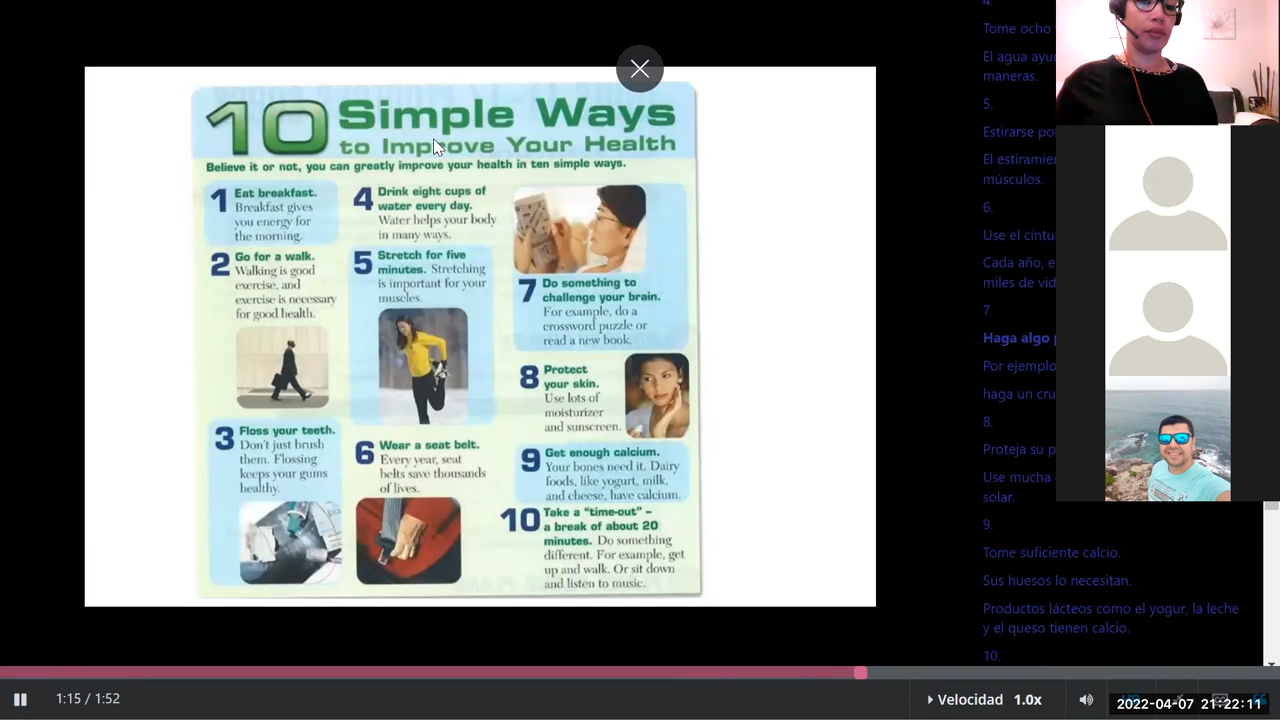 10 Simple Ways
to Improve Your Health
Believe it or not, you can greatly improve your health in ten simple ways.
1 Eat breakfast.
Breakfast gives
you energy for
the morning.
2 Go for a walk.
Walking is good
exercise, and
exercise is necessary
for good health.
3 Floss your teeth.
Don't just brush
them. Flossing
keeps your gums
healthy.
4 Drink eight cups of
water every day.
Water helps your body
in many ways.
5 Stretch for five
minutes. Stretching
is important for your
muscles.
6 Wear a seat belt.
Every year, seat
belts save thousands
of lives.
7 Do something to
challenge your brain.
For example, do a
crossword puzzle or
read a new book.
8 Protect
your skin.
Use lots of
moisturizer
and sunscreen.
9 Get enough calcium.
Your bones need it. Dairy
foods, like yogurt, milk,
and cheese, have calcium.
10 Take a "time-out" –
a break of about 20
minutes. Do something
different. For example, get
up and walk. Or sit down
and listen to music.
4.
Tome ocho
El agua
maneras.
5.
Estirarse
El
músculos.
6.
Use el
Cada año,
miles de
7
Haga algo
Por ejemplo
haga un
8.
Proteja su
Use mucha
solar.
9.
Tome suficiente calcio.
Sus huesos lo necesitan.
Productos lácteos como el yogur, la leche
y el queso tienen calcio.
10.
1:15 / 1:52
Velocidad 1.0x
2022-04-07 21:22:11